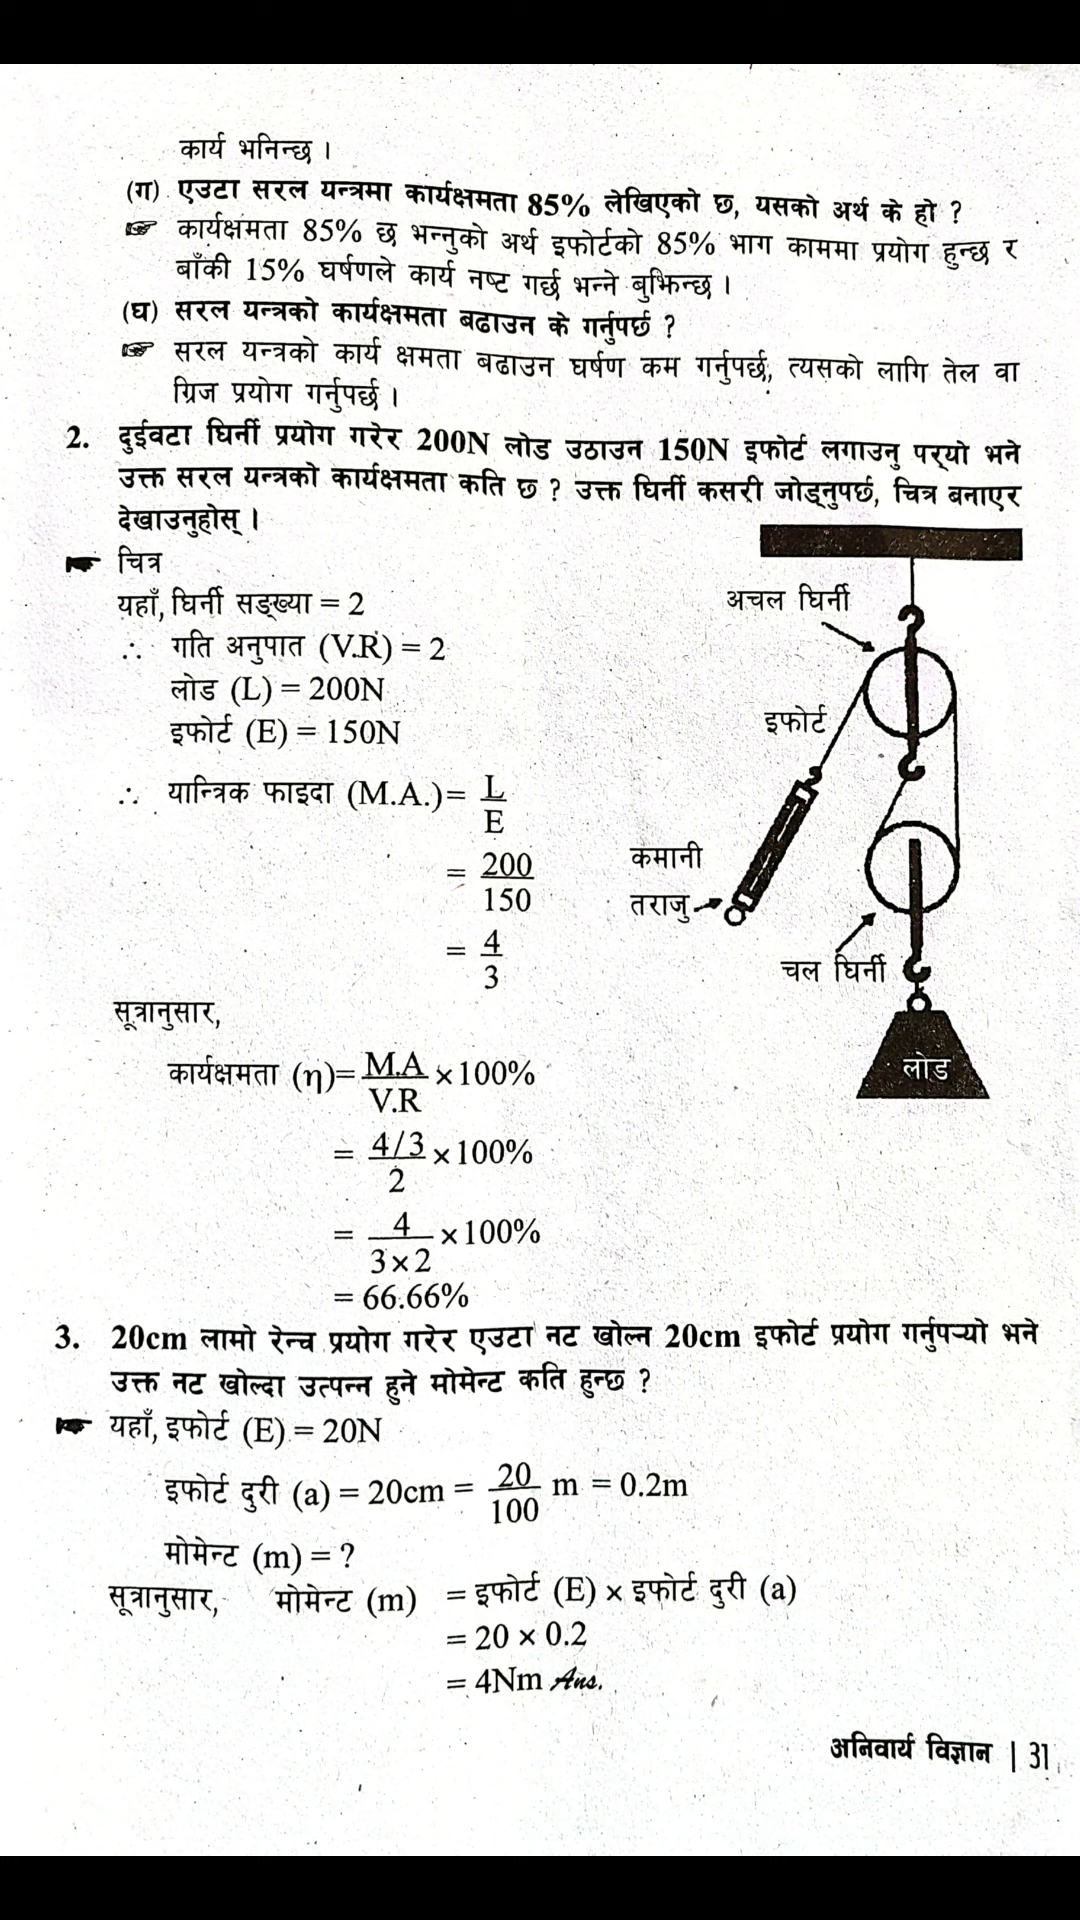 कार्य भनिन्छ ।
(ग) एउटा सरल यन्त्रमा कार्यक्षमता 85% लेखिएको छ, यसको अर्थ के हो ?
☞ कार्यक्षमता 85% छ भन्नुको अर्थ इफोर्टको 85% भाग काममा प्रयोग हुन्छ र
बाँकी 15% घर्षणले कार्य नष्ट गर्छ भन्ने बुझिन्छ ।
(घ) सरल यन्त्रको कार्यक्षमता बढाउन के गर्नुपर्छ ?
☞ सरल यन्त्रको कार्य क्षमता बढाउन घर्षण कम गर्नुपर्छ, त्यसको लागि तेल वा
ग्रिज प्रयोग गर्नुपर्छ ।
2. दुईवटा घिर्नी प्रयोग गरेर 200N लोड उठाउन 150N इफोर्ट लगाउनु पर्‍यो भने
उक्त सरल यन्त्रको कार्यक्षमता कति छ ? उक्त घिर्नी कसरी जोड्नुपर्छ, चित्र बनाएर
देखाउनुहोस् ।
☛ चित्र
यहाँ, घिर्नी सङ्ख्या = 2
∴ गति अनुपात (V.R) = 2
लोड (L) = 200N
इफोर्ट (E) = 150N
∴ यान्त्रिक फाइदा (M.A.)= L
E
= 200
150
= 4
3
अचल घिर्नी
इफोर्ट
कमानी
तराजु
चल घिर्नी
लोड
सूत्रानुसार,
कार्यक्षमता (η)= M.A × 100%
V.R
= 4/3 × 100%
2
= 4 × 100%
3 × 2
= 66.66%
3. 20cm लामो रेन्च प्रयोग गरेर एउटा नट खोल्न 20cm इफोर्ट प्रयोग गर्नुपर्‍यो भने
उक्त नट खोल्दा उत्पन्न हुने मोमेन्ट कति हुन्छ ?
☛ यहाँ, इफोर्ट (E) = 20N
इफोर्ट दुरी (a) = 20cm = 20 m = 0.2m
100
मोमेन्ट (m) = ?
सूत्रानुसार, मोमेन्ट (m) = इफोर्ट (E) × इफोर्ट दुरी (a)
= 20 × 0.2
= 4Nm Ans.
अनिवार्य विज्ञान | 31